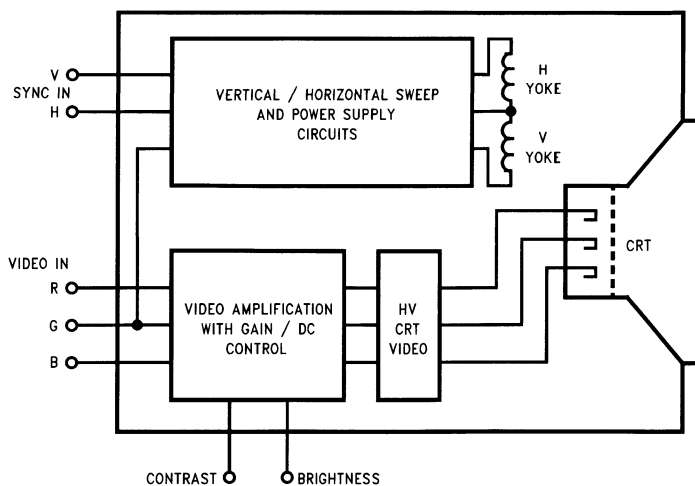 V
SYNC IN
H
VERTICAL / HORIZONTAL SWEEP
AND POWER SUPPLY
CIRCUITS
H
YOKE
V
YOKE
CRT
VIDEO IN
R
G
B
VIDEO AMPLIFICATION
WITH GAIN / DC
CONTROL
HV
CRT
VIDEO
CONTRAST
BRIGHTNESS